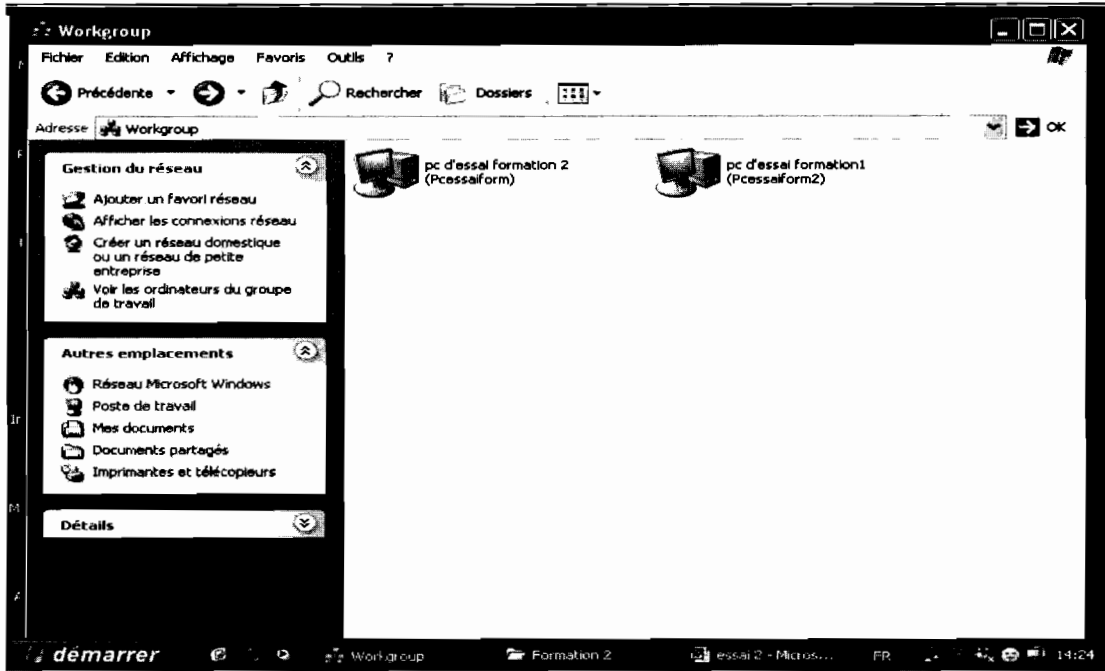 Workgroup
Fichier Edition Affichage Favoris Outils ?
Précédente Rechercher Dossiers
Adresse Workgroup OK
Gestion du réseau
Ajouter un favori réseau
Afficher les connexions réseau
Créer un réseau domestique
ou un réseau de petite
entreprise
Voir les ordinateurs du groupe
de travail
Autres emplacements
Réseau Microsoft Windows
Poste de travail
Mes documents
Documents partagés
Imprimantes et télécopieurs
Détails
pc d'essai formation 2
(Pcessaiform)
pc d'essai formation1
(Pcessaiform2)
démarrer Workgroup Formation 2 essai 2 - Micros... FR 14:24